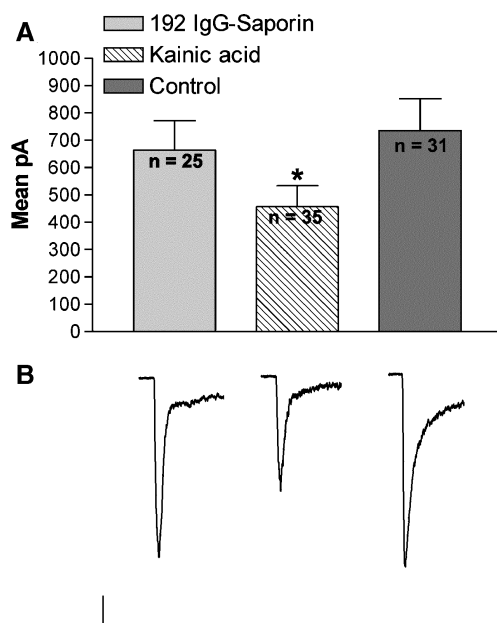 A
192 IgG-Saporin
Kainic acid
Control
Mean pA
1000
900
800
700
600
500
400
300
200
100
0
n = 25
*
n = 35
n = 31
B